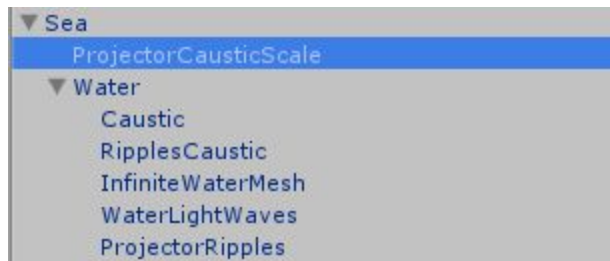 Sea
ProjectorCausticScale
Water
Caustic
RipplesCaustic
InfiniteWaterMesh
WaterLightWaves
ProjectorRipples